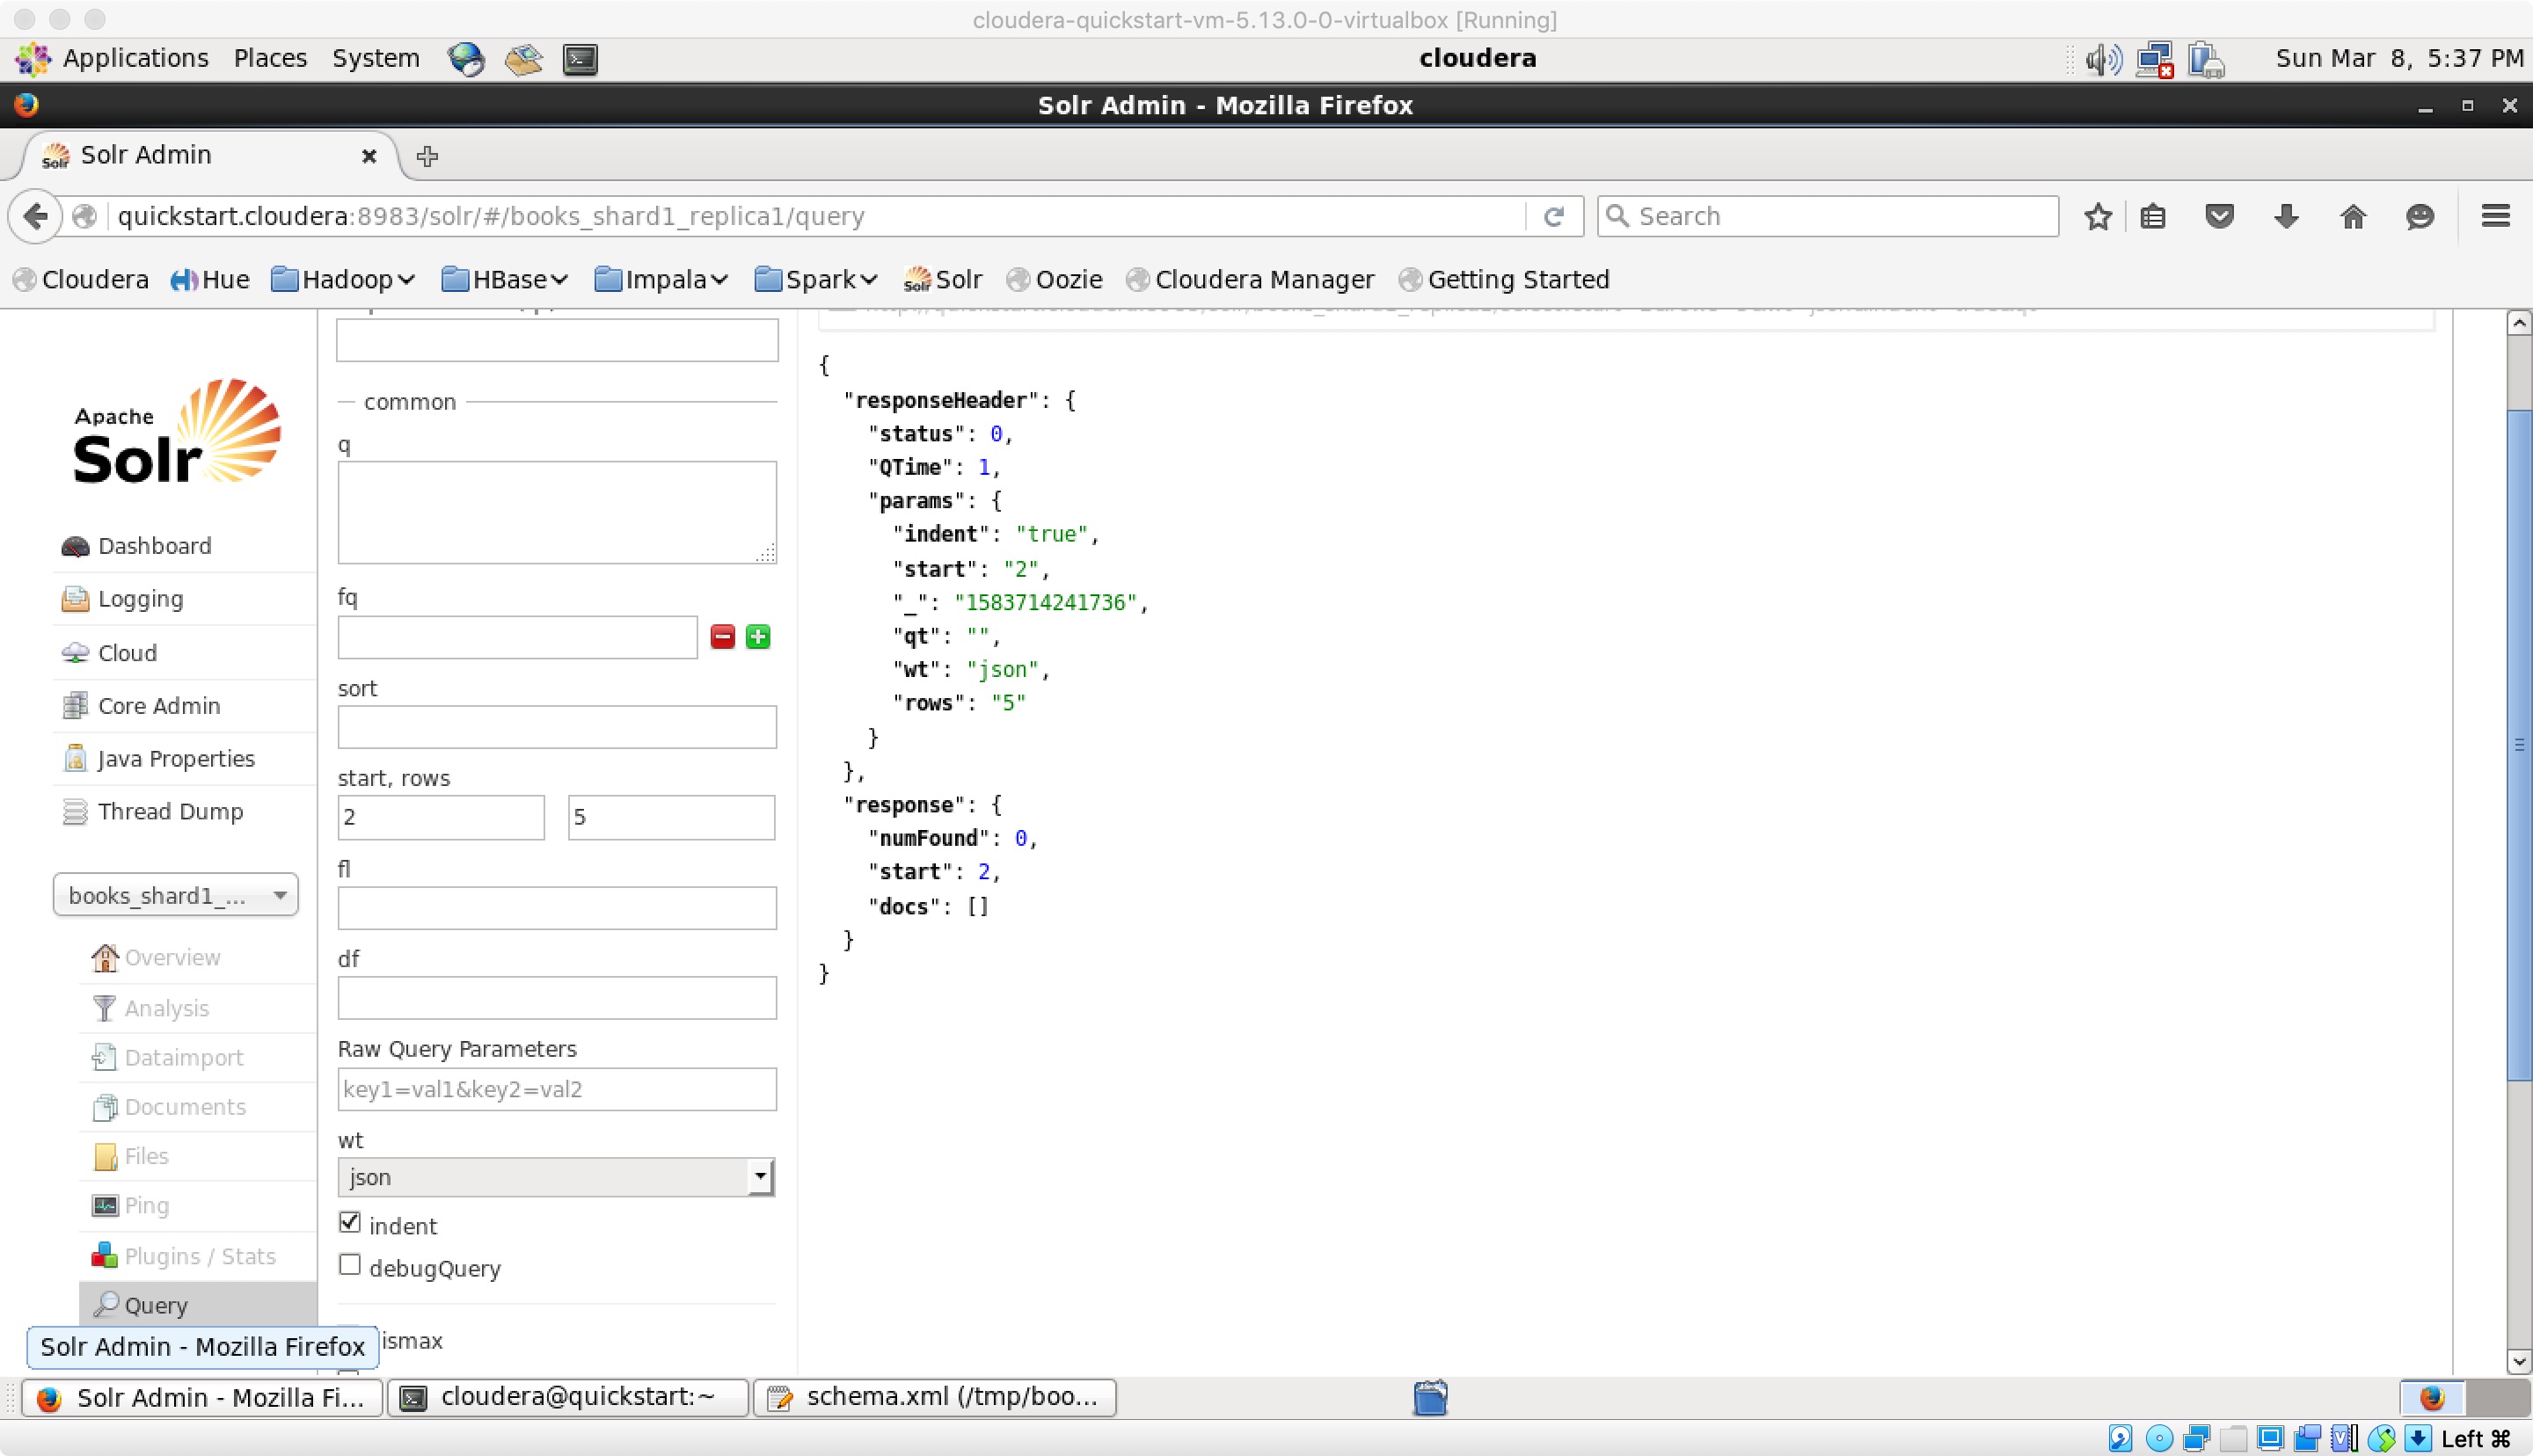 cloudera-quickstart-vm-5.13.0-0-virtualbox [Running]
Applications Places System cloudera Sun Mar 8, 5:37 PM
Solr Admin - Mozilla Firefox
Solr Admin
quickstart.cloudera:8983/solr/#/books_shard1_replica1/query
Search
Cloudera Hue Hadoop HBase Impala Spark Solr Oozie Cloudera Manager Getting Started
Apache
Solr
Dashboard
Logging
Cloud
Core Admin
Java Properties
Thread Dump
books_shard1_...
Overview
Analysis
Dataimport
Documents
Files
Ping
Plugins / Stats
Query
Solr Admin - Mozilla Firefox
common
q
fq
sort
start, rows
2 5
fl
df
Raw Query Parameters
key1=val1&key2=val2
wt
json
indent
debugQuery
ismax
{
"responseHeader": {
"status": 0,
"QTime": 1,
"params": {
"indent": "true",
"start": "2",
"_": "1583714241736",
"qt": "",
"wt": "json",
"rows": "5"
}
},
"response": {
"numFound": 0,
"start": 2,
"docs": []
}
}
Solr Admin - Mozilla Fi... cloudera@quickstart:~ schema.xml (/tmp/boo...
Left ⌘